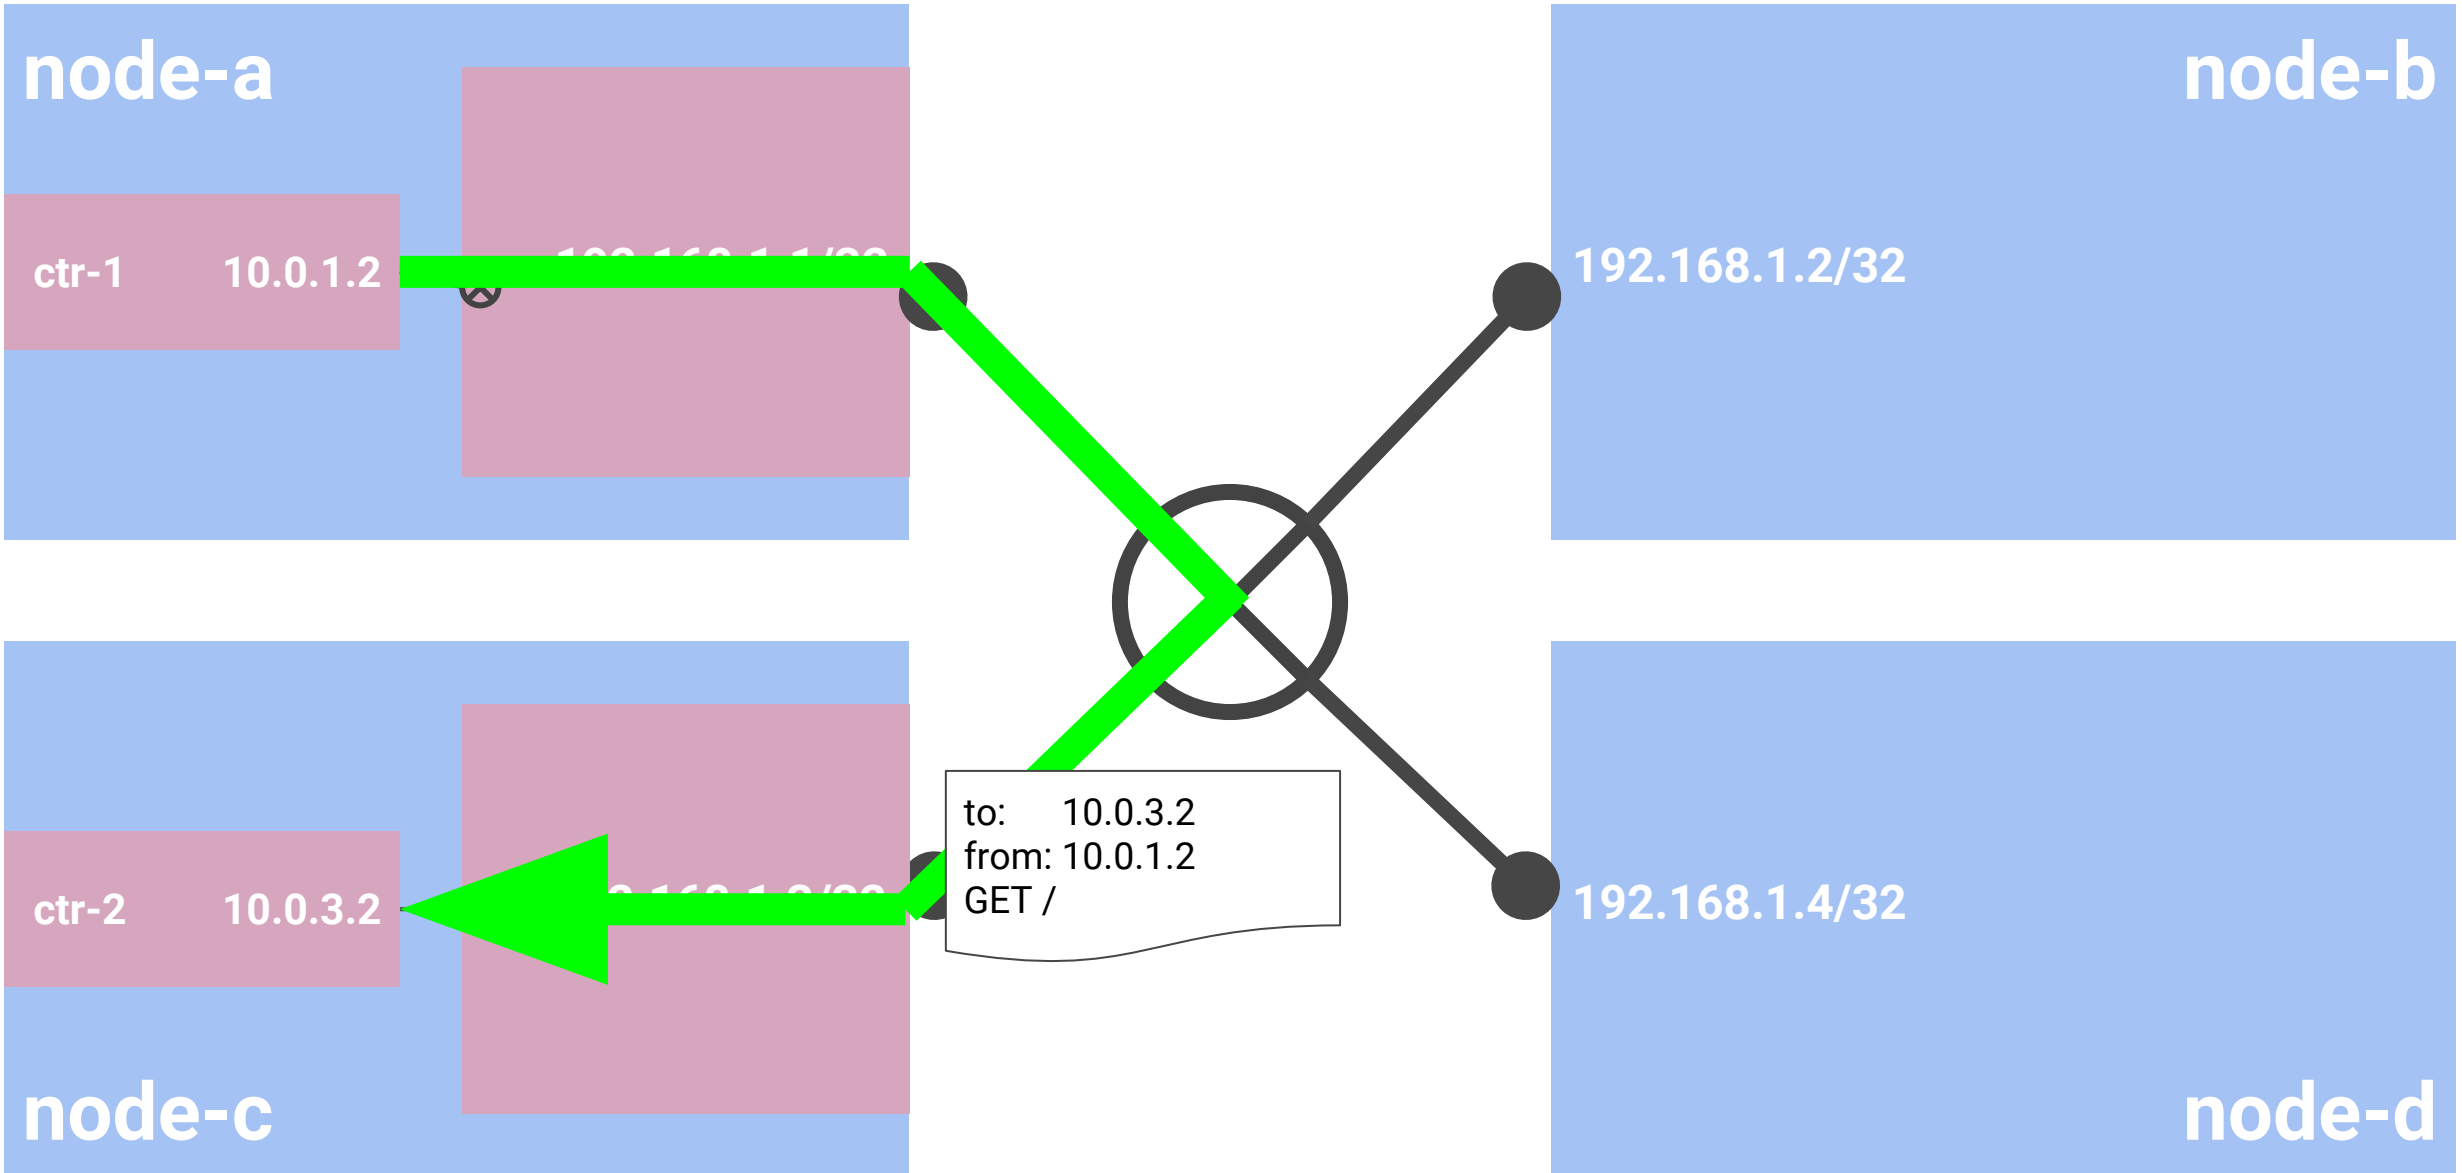 node-a
node-b
192.168.1.2/32
ctr-1 10.0.1.2
to: 10.0.3.2
from: 10.0.1.2
GET /
ctr-2 10.0.3.2
192.168.1.4/32
node-c
node-d